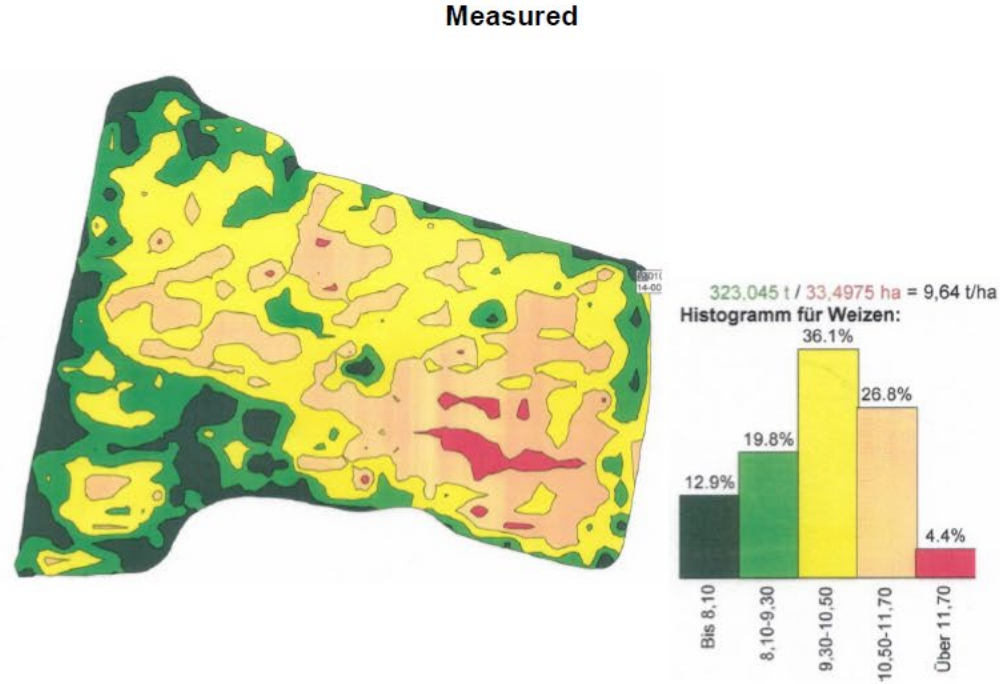 Measured
14-00
323,045 t / 33,4975 ha = 9,64 t/ha
Histogramm für Weizen:
36.1%
26.8%
19.8%
12.9%
4.4%
Bis 8,10
8,10-9,30
9,30-10,50
10,50-11,70
Über 11,70